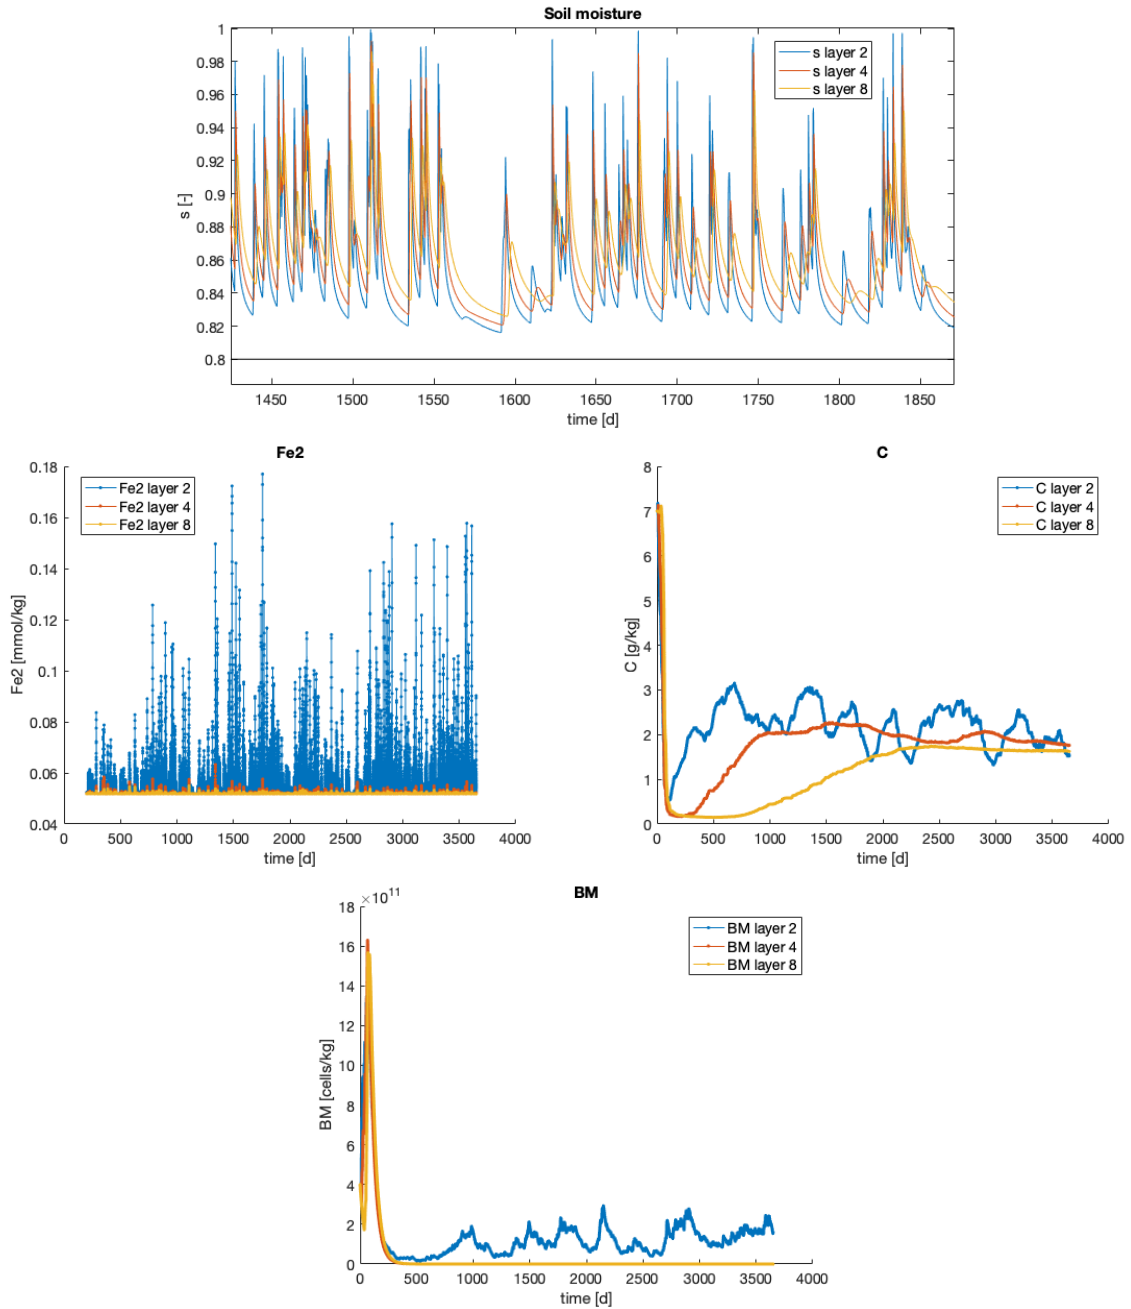 Soil moisture
1
0.98
0.96
0.94
0.92
0.9
0.88
0.86
0.84
0.82
0.8
s [-]
s layer 2
s layer 4
s layer 8
1450 1500 1550 1600 1650 1700 1750 1800 1850
time [d]
Fe2
0.18
0.16
0.14
0.12
0.1
0.08
0.06
0.04
Fe2 [mmol/kg]
Fe2 layer 2
Fe2 layer 4
Fe2 layer 8
0 500 1000 1500 2000 2500 3000 3500 4000
time [d]
C
8
7
6
5
4
3
2
1
0
C [g/kg]
C layer 2
C layer 4
C layer 8
0 500 1000 1500 2000 2500 3000 3500 4000
time [d]
BM
×10^11
18
16
14
12
10
8
6
4
2
0
BM [cells/kg]
BM layer 2
BM layer 4
BM layer 8
0 500 1000 1500 2000 2500 3000 3500 4000
time [d]